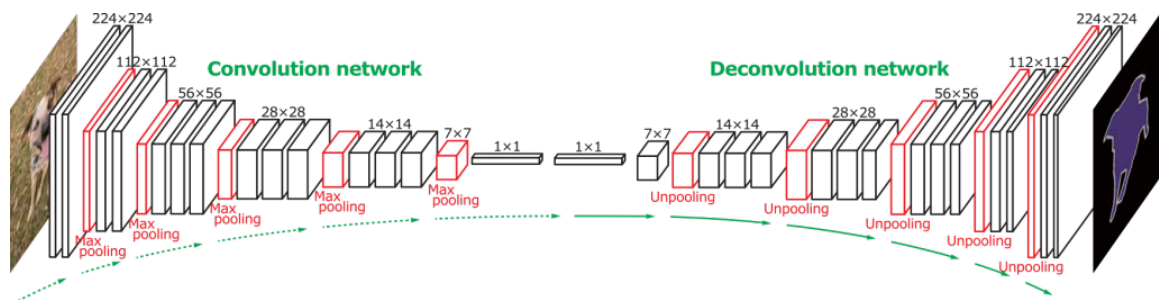 224×224
112×112
56×56
28×28
14×14
7×7
1×1
1×1
7×7
14×14
28×28
56×56
112×112
224×224
Convolution network
Deconvolution network
Max
pooling
Max
pooling
Max
pooling
Max
pooling
Max
pooling
Unpooling
Unpooling
Unpooling
Unpooling
Unpooling